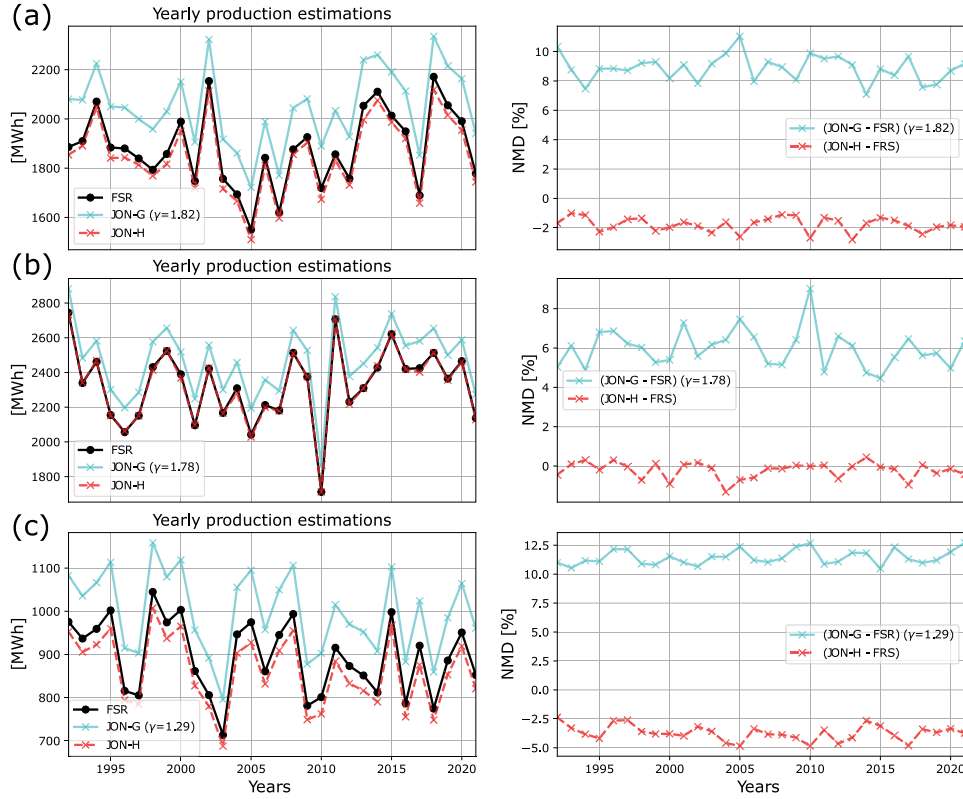 (a)
Yearly production estimations
[MWh]
2200
2000
1800
1600
FSR
JON-G (γ=1.82)
JON-H
NMD [%]
10
8
6
4
2
0
−2
(JON-G - FSR) (γ=1.82)
(JON-H - FRS)
(b)
Yearly production estimations
[MWh]
2800
2600
2400
2200
2000
1800
FSR
JON-G (γ=1.78)
JON-H
NMD [%]
8
6
4
2
0
(JON-G - FSR) (γ=1.78)
(JON-H - FRS)
(c)
Yearly production estimations
[MWh]
1100
1000
900
800
700
FSR
JON-G (γ=1.29)
JON-H
1995
2000
2005
2010
2015
2020
Years
NMD [%]
12.5
10.0
7.5
5.0
2.5
0.0
−2.5
−5.0
(JON-G - FSR) (γ=1.29)
(JON-H - FRS)
1995
2000
2005
2010
2015
2020
Years